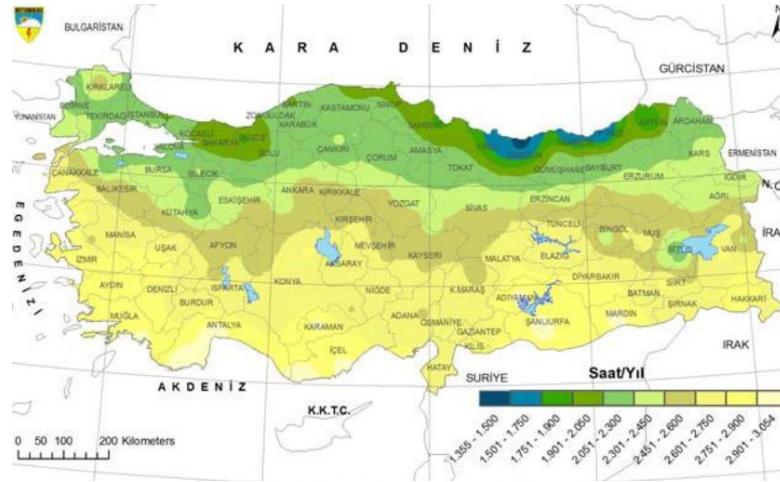 METEOROLOJİ
BULGARİSTAN
KARA DENİZ
GÜRCİSTAN
KIRKLARELİ
EDİRNE
YUNANİSTAN
TEKİRDAĞ
İSTANBUL
KOCAELİ
YALOVA
SAKARYA
DÜZCE
BOLU
ZONGULDAK
BARTIN
KARABÜK
KASTAMONU
SİNOP
SAMSUN
ÇANKIRI
ÇORUM
AMASYA
TOKAT
GÜMÜŞHANE
BAYBURT
ARTVİN
ARDAHAN
KARS
ERMENİSTAN
IĞDIR
ÇANAKKALE
BALIKESİR
BURSA
BİLECİK
KÜTAHYA
ESKİŞEHİR
ANKARA
KIRIKKALE
YOZGAT
SİVAS
ERZİNCAN
ERZURUM
AĞRI
EGEDENİZİ
MANİSA
UŞAK
AFYON
KIRŞEHİR
NEVŞEHİR
KAYSERİ
TUNCELİ
BİNGÖL
MUŞ
BİTLİS
VAN
İZMİR
AKSARAY
MALATYA
ELAZIĞ
DİYARBAKIR
SİİRT
AYDIN
DENİZLİ
ISPARTA
KONYA
NİĞDE
K.MARAŞ
ADIYAMAN
BATMAN
ŞIRNAK
HAKKARİ
BURDUR
MUĞLA
ANTALYA
KARAMAN
ADANA
OSMANİYE
GAZİANTEP
ŞANLIURFA
MARDİN
İÇEL
KİLİS
HATAY
AKDENİZ
SURİYE
IRAK
K.K.T.C.
Saat/Yıl
0 50 100 200 Kilometers
1.355 - 1.500
1.501 - 1.750
1.751 - 1.900
1.901 - 2.050
2.051 - 2.300
2.301 - 2.450
2.451 - 2.600
2.601 - 2.750
2.751 - 2.900
2.901 - 3.054